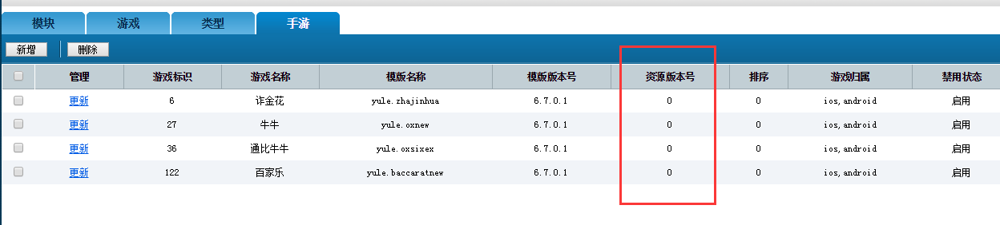 模块 游戏 类型 手游
新增 删除
管理 游戏标识 游戏名称 模版名称 模版版本号 资源版本号 排序 游戏归属 禁用状态
更新 6 诈金花 yule.zhajinhua 6.7.0.1 0 0 ios,android 启用
更新 27 牛牛 yule.oxnew 6.7.0.1 0 0 ios,android 启用
更新 36 通比牛牛 yule.oxsixex 6.7.0.1 0 0 ios,android 启用
更新 122 百家乐 yule.baccaratnew 6.7.0.1 0 0 ios,android 启用